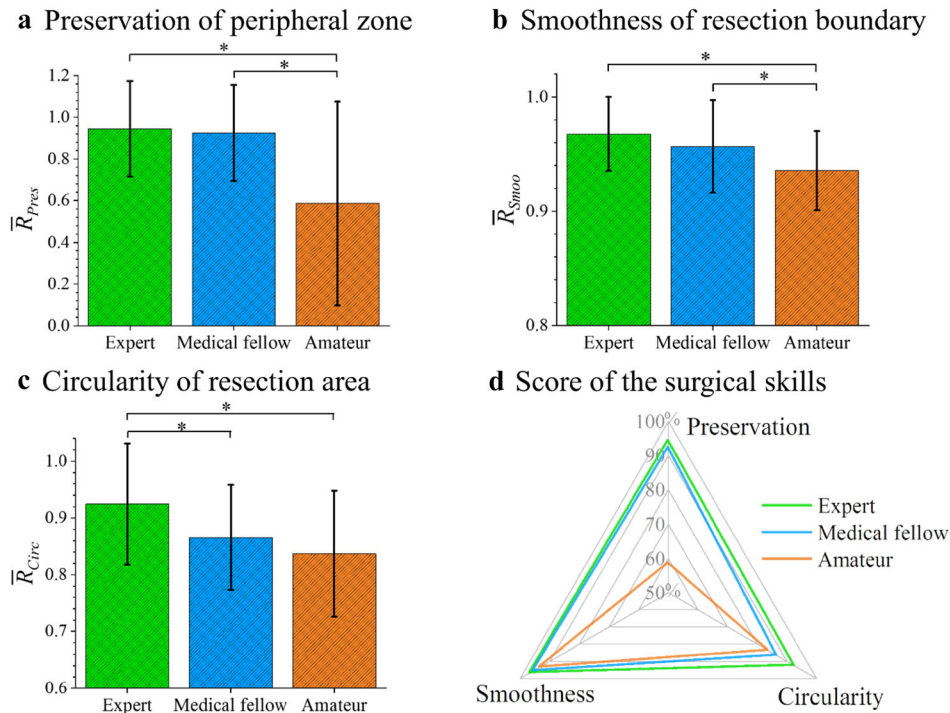 a Preservation of peripheral zone
*
*
1.2
1.0
0.8
0.6
0.4
0.2
0.0
R̅Pres
Expert Medical fellow Amateur
b Smoothness of resection boundary
*
*
1.0
0.9
0.8
R̅Smoo
Expert Medical fellow Amateur
c Circularity of resection area
*
*
1.0
0.9
0.8
0.7
0.6
R̅Circ
Expert Medical fellow Amateur
d Score of the surgical skills
100%
90
80
70
60
50%
Preservation
Smoothness
Circularity
Expert
Medical fellow
Amateur